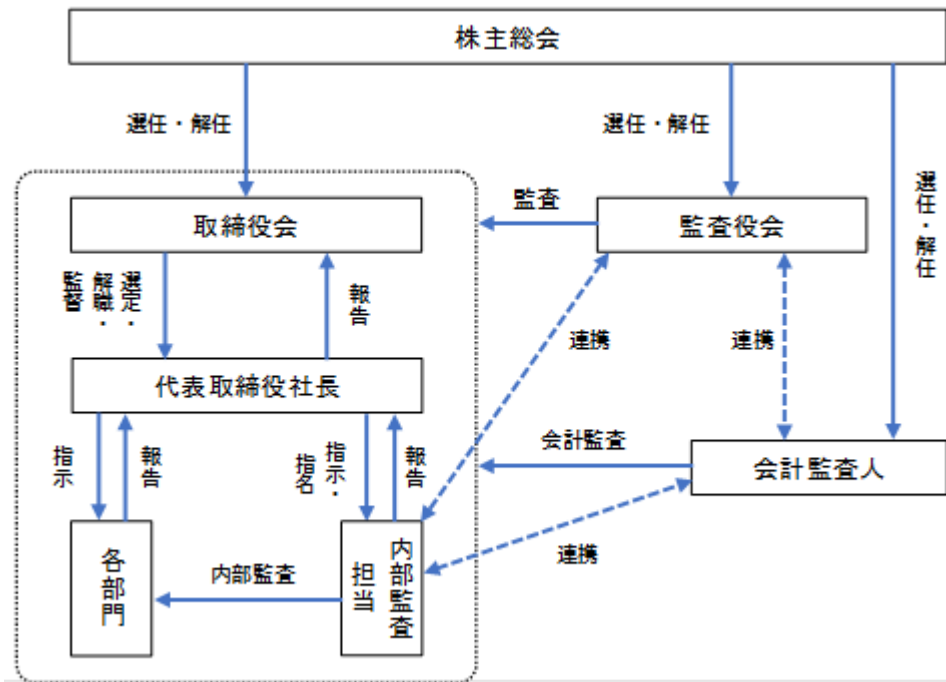 株主総会
選任・解任
選任・解任
選任・解任
取締役会
監査
監査役会
選定・
解職・
監督
報告
連携
連携
代表取締役社長
指示
報告
指示・
指名
報告
会計監査
会計監査人
各部門
内部監査
内部監査
担当
連携